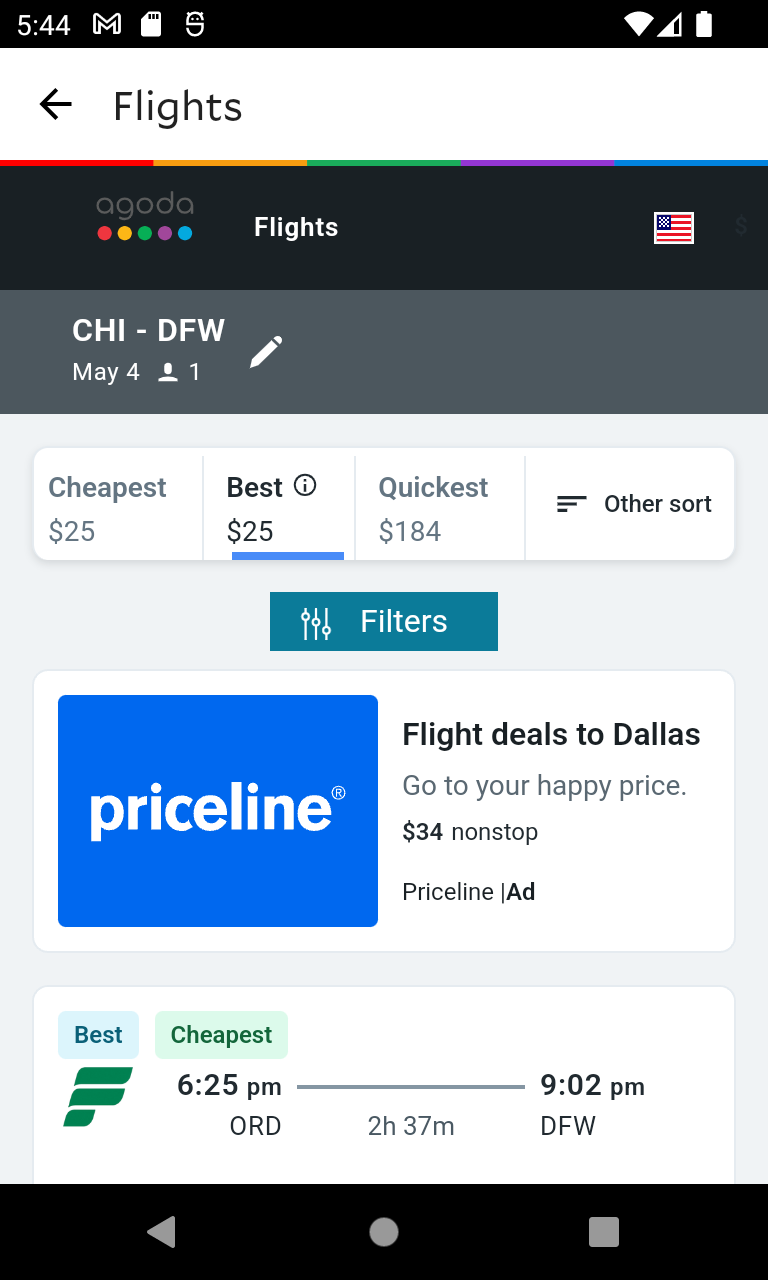 5:44
Flights
agoda
Flights
$
CHI - DFW
May 4 1
Cheapest
$25
Best
$25
Quickest
$184
Other sort
Filters
priceline®
Flight deals to Dallas
Go to your happy price.
$34 nonstop
Priceline |Ad
Best Cheapest
6:25 pm 9:02 pm
ORD 2h 37m DFW